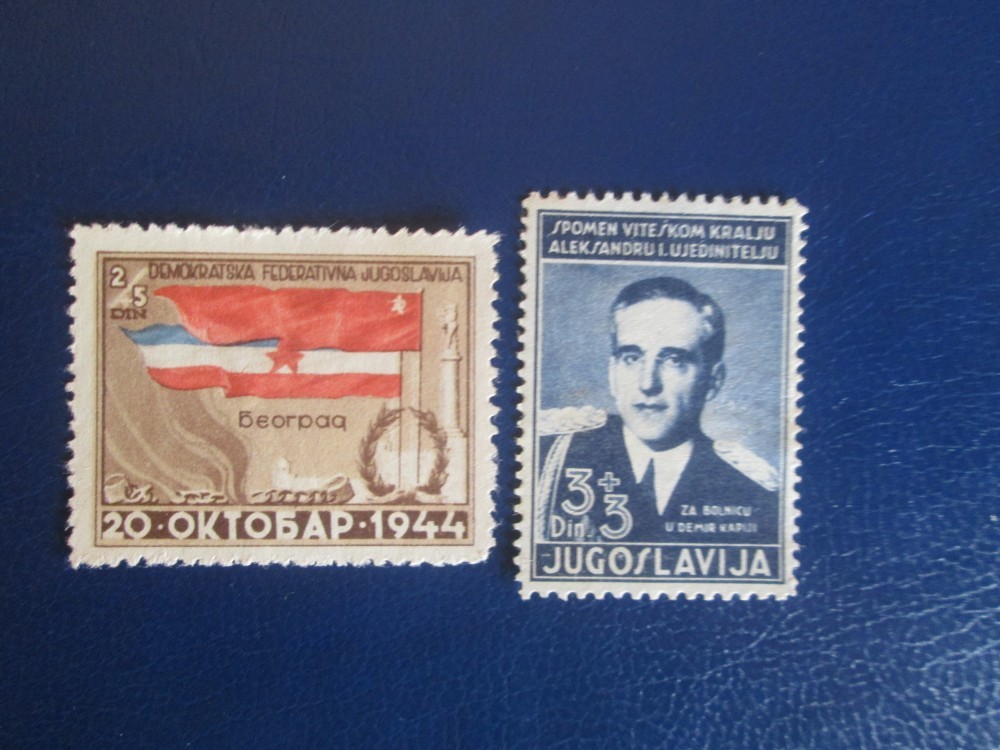 2
5
DIN
DEMOKRATSKA FEDERATIVNA JUGOSLAVIJA
Београд
20·ОКТОБАР·1944
SPOMEN VITEŠKOM KRALJU
ALEKSANDRU I. UJEDINITELJU
3+3
Din.
ZA BOLNICU
U DEMIR KAPIJI
JUGOSLAVIJA